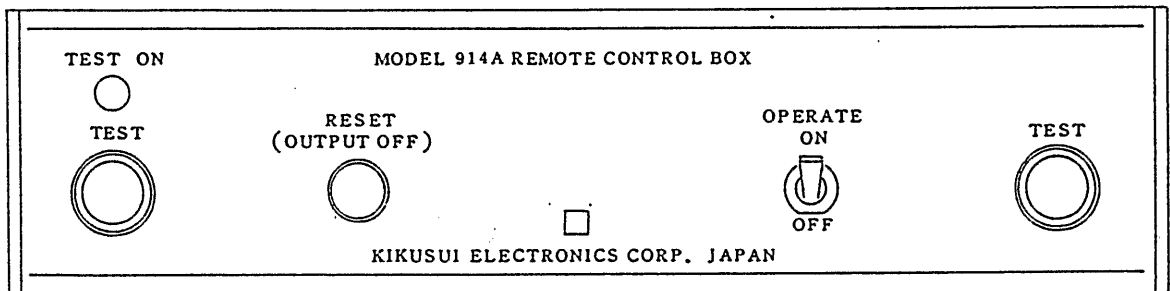 TEST ON
MODEL 914A REMOTE CONTROL BOX
TEST
RESET
(OUTPUT OFF)
OPERATE
ON
OFF
TEST
KIKUSUI ELECTRONICS CORP. JAPAN